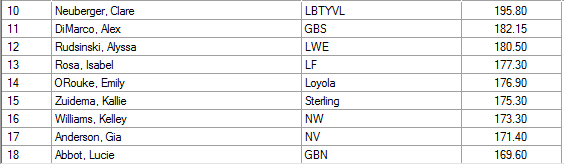 10 Neuberger, Clare LBTYVL 195.80
11 DiMarco, Alex GBS 182.15
12 Rudsinski, Alyssa LWE 180.50
13 Rosa, Isabel LF 177.30
14 ORouke, Emily Loyola 176.90
15 Zuidema, Kallie Sterling 175.30
16 Williams, Kelley NW 173.30
17 Anderson, Gia NV 171.40
18 Abbot, Lucie GBN 169.60